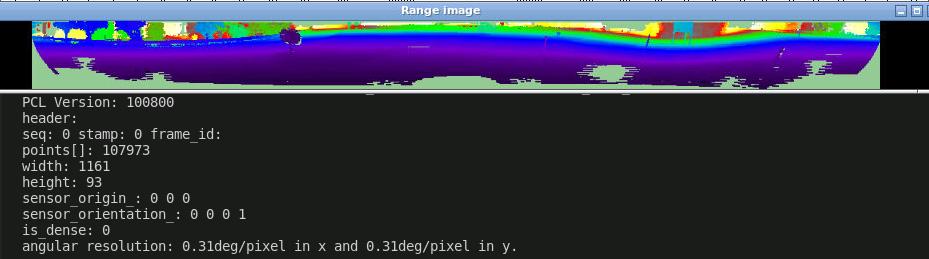 Range image
PCL Version: 100800
header:
seq: 0 stamp: 0 frame_id:
points[]: 107973
width: 1161
height: 93
sensor_origin_: 0 0 0
sensor_orientation_: 0 0 0 1
is_dense: 0
angular resolution: 0.31deg/pixel in x and 0.31deg/pixel in y.